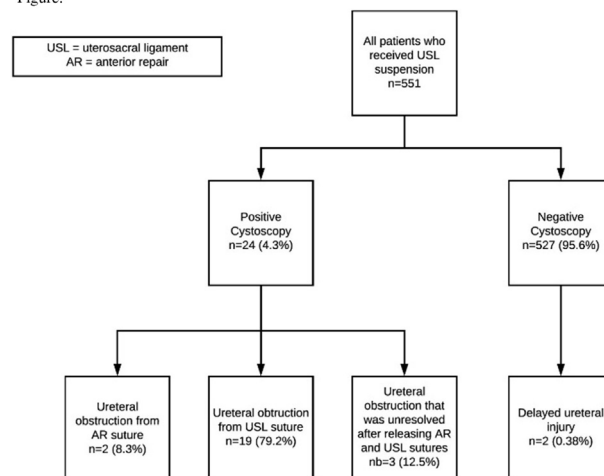 Figure.
USL = uterosacral ligament
AR = anterior repair
All patients who
received USL
suspension
n=551
Positive
Cystoscopy
n=24 (4.3%)
Negative
Cystoscopy
n=527 (95.6%)
Ureteral
obstruction from
AR suture
n=2 (8.3%)
Ureteral obtruction
from USL suture
n=19 (79.2%)
Ureteral
obstruction that
was unresolved
after releasing AR
and USL sutures
nb=3 (12.5%)
Delayed ureteral
injury
n=2 (0.38%)